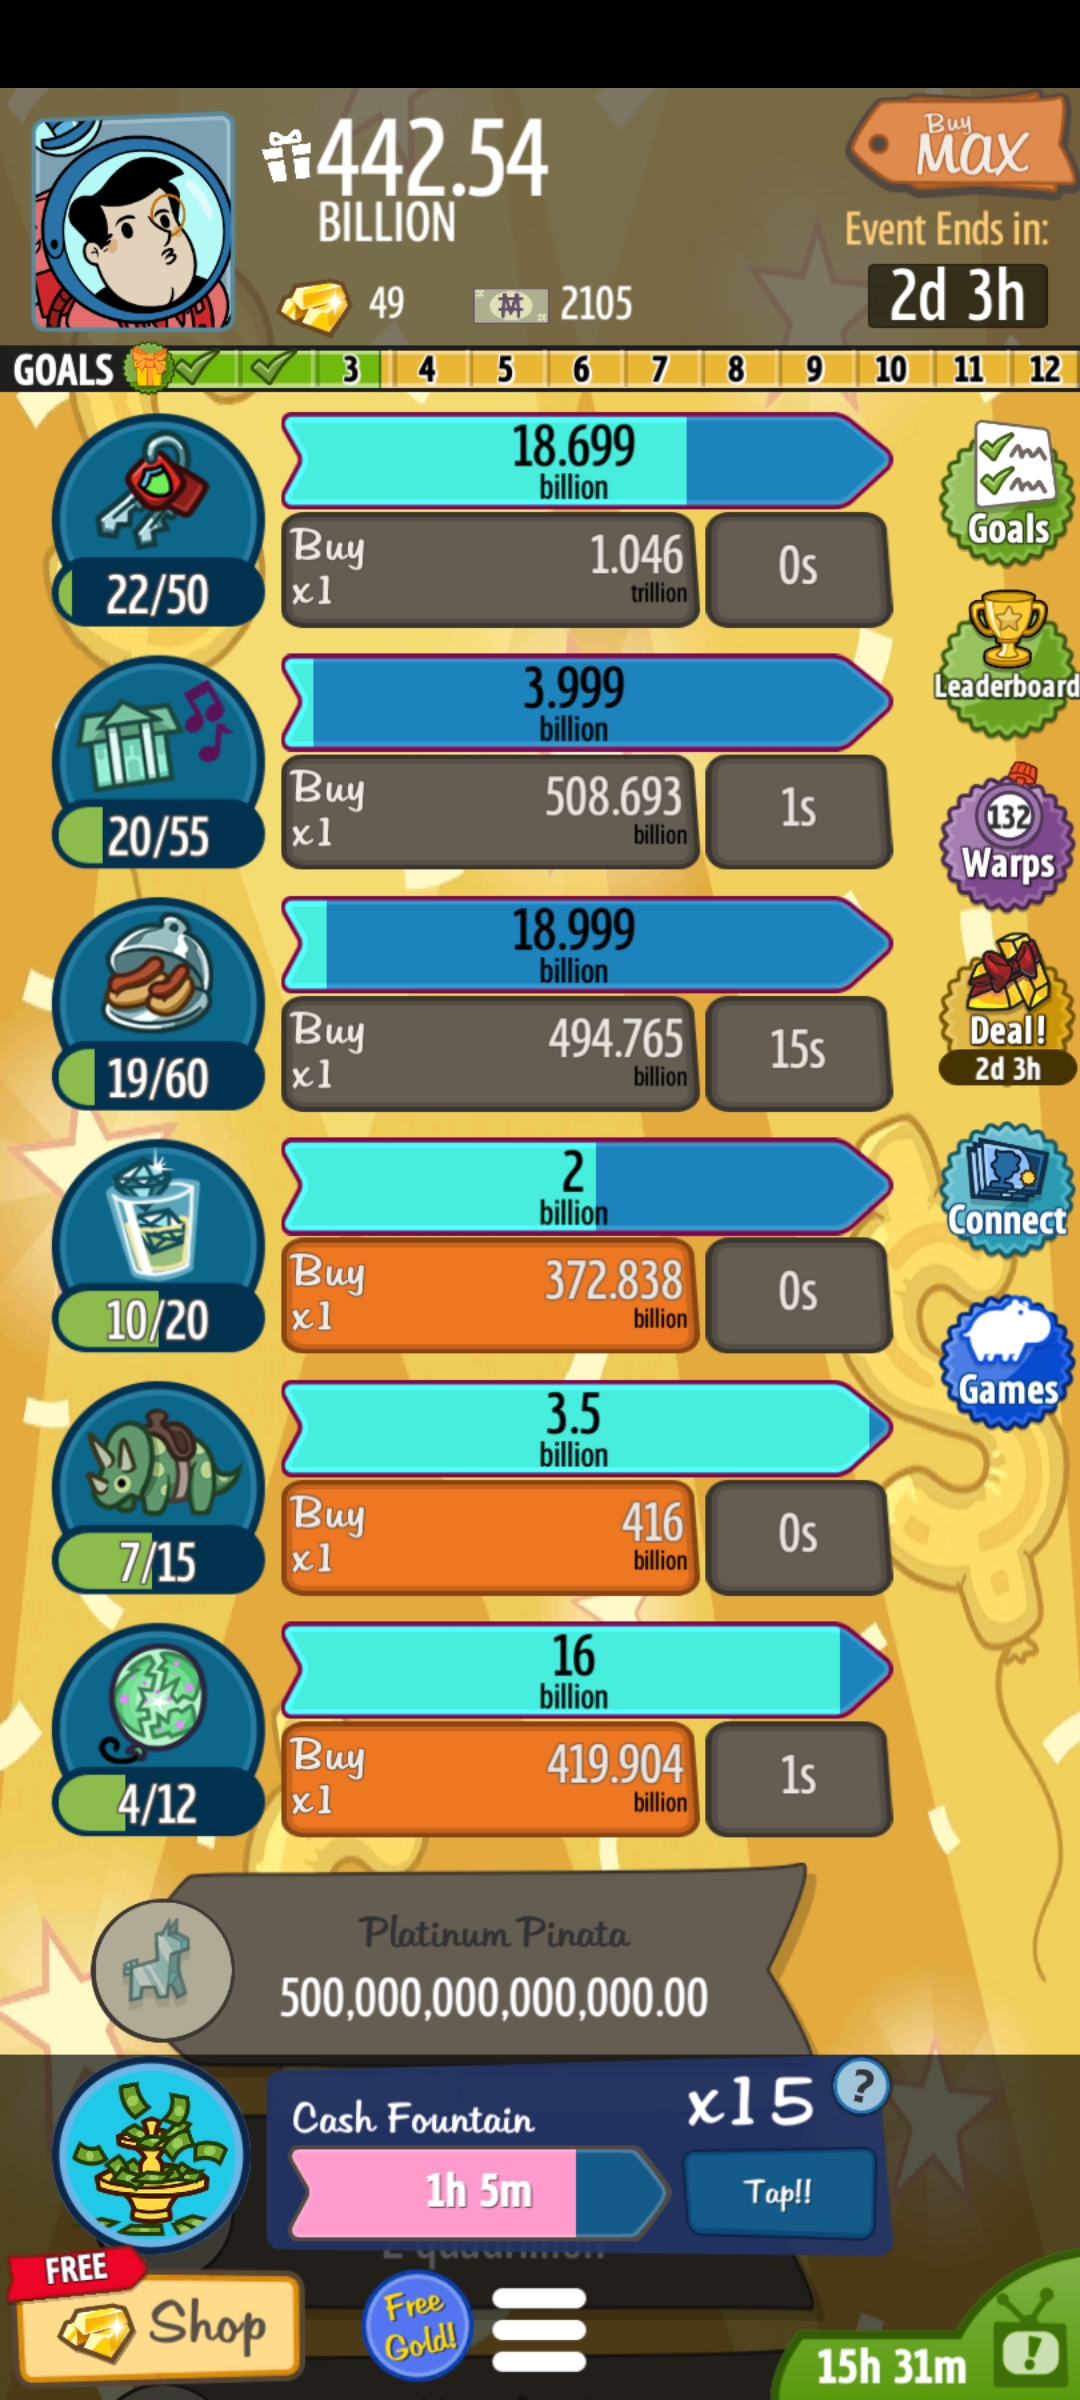 442.54
BILLION
Buy
MAX
Event Ends in:
2d 3h
49
2105
GOALS 3 4 5 6 7 8 9 10 11 12
18.699
billion
Buy
x1
1.046
trillion
0s
22/50
Goals
3.999
billion
Buy
x1
508.693
billion
1s
20/55
Leaderboard
18.999
billion
Buy
x1
494.765
billion
15s
19/60
132
Warps
Deal!
2d 3h
2
billion
Buy
x1
372.838
billion
0s
10/20
Connect
3.5
billion
Buy
x1
416
billion
0s
7/15
Games
16
billion
Buy
x1
419.904
billion
1s
4/12
Platinum Pinata
500,000,000,000,000.00
Cash Fountain
x15
?
1h 5m
Tap!!
2 quadrillion
FREE
Shop
Free
Gold!
15h 31m
!